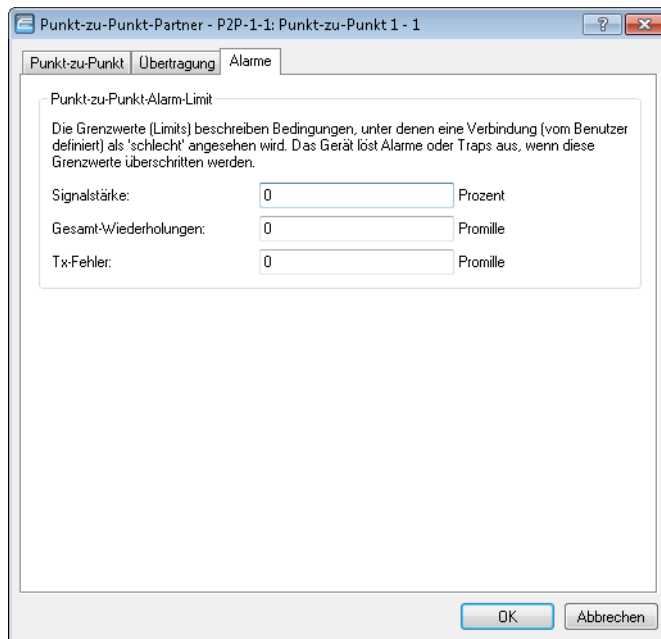 Punkt-zu-Punkt-Partner - P2P-1-1: Punkt-zu-Punkt 1 - 1
Punkt-zu-Punkt Übertragung Alarme
Punkt-zu-Punkt-Alarm-Limit
Die Grenzwerte (Limits) beschreiben Bedingungen, unter denen eine Verbindung (vom Benutzer
definiert) als 'schlecht' angesehen wird. Das Gerät löst Alarme oder Traps aus, wenn diese
Grenzwerte überschritten werden.
Signalstärke: 0 Prozent
Gesamt-Wiederholungen: 0 Promille
Tx-Fehler: 0 Promille
OK Abbrechen